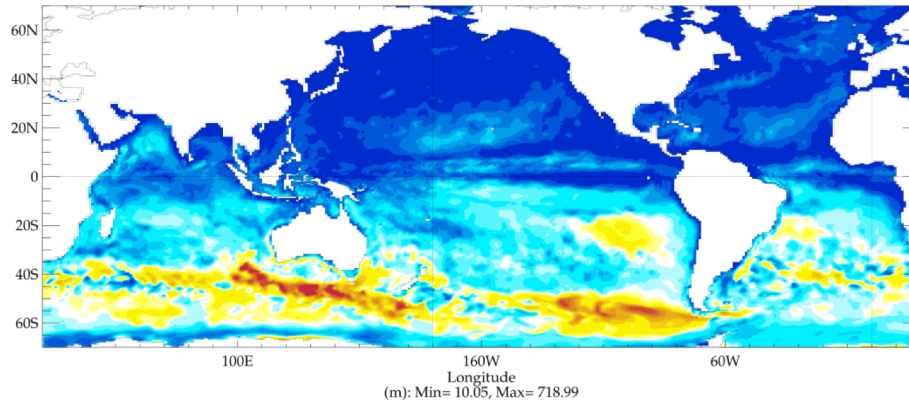 60N
40N
20N
0
20S
40S
60S
100E 160W 60W
Longitude
(m): Min= 10.05, Max= 718.99